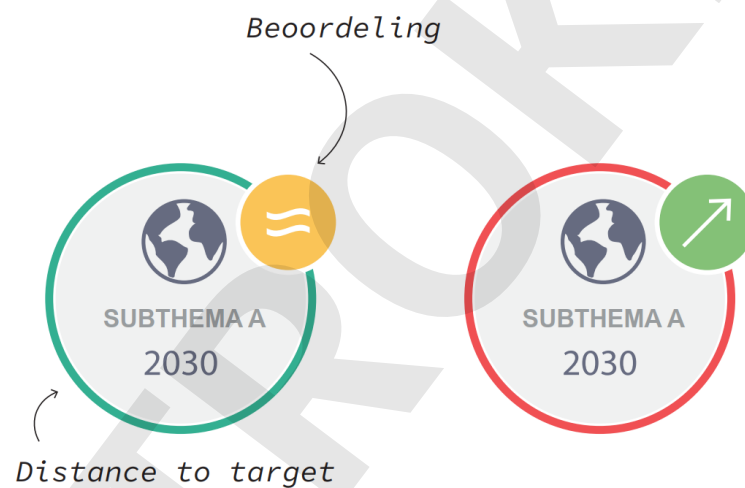 Beoordeling
SUBTHEMA A
2030
SUBTHEMA A
2030
Distance to target